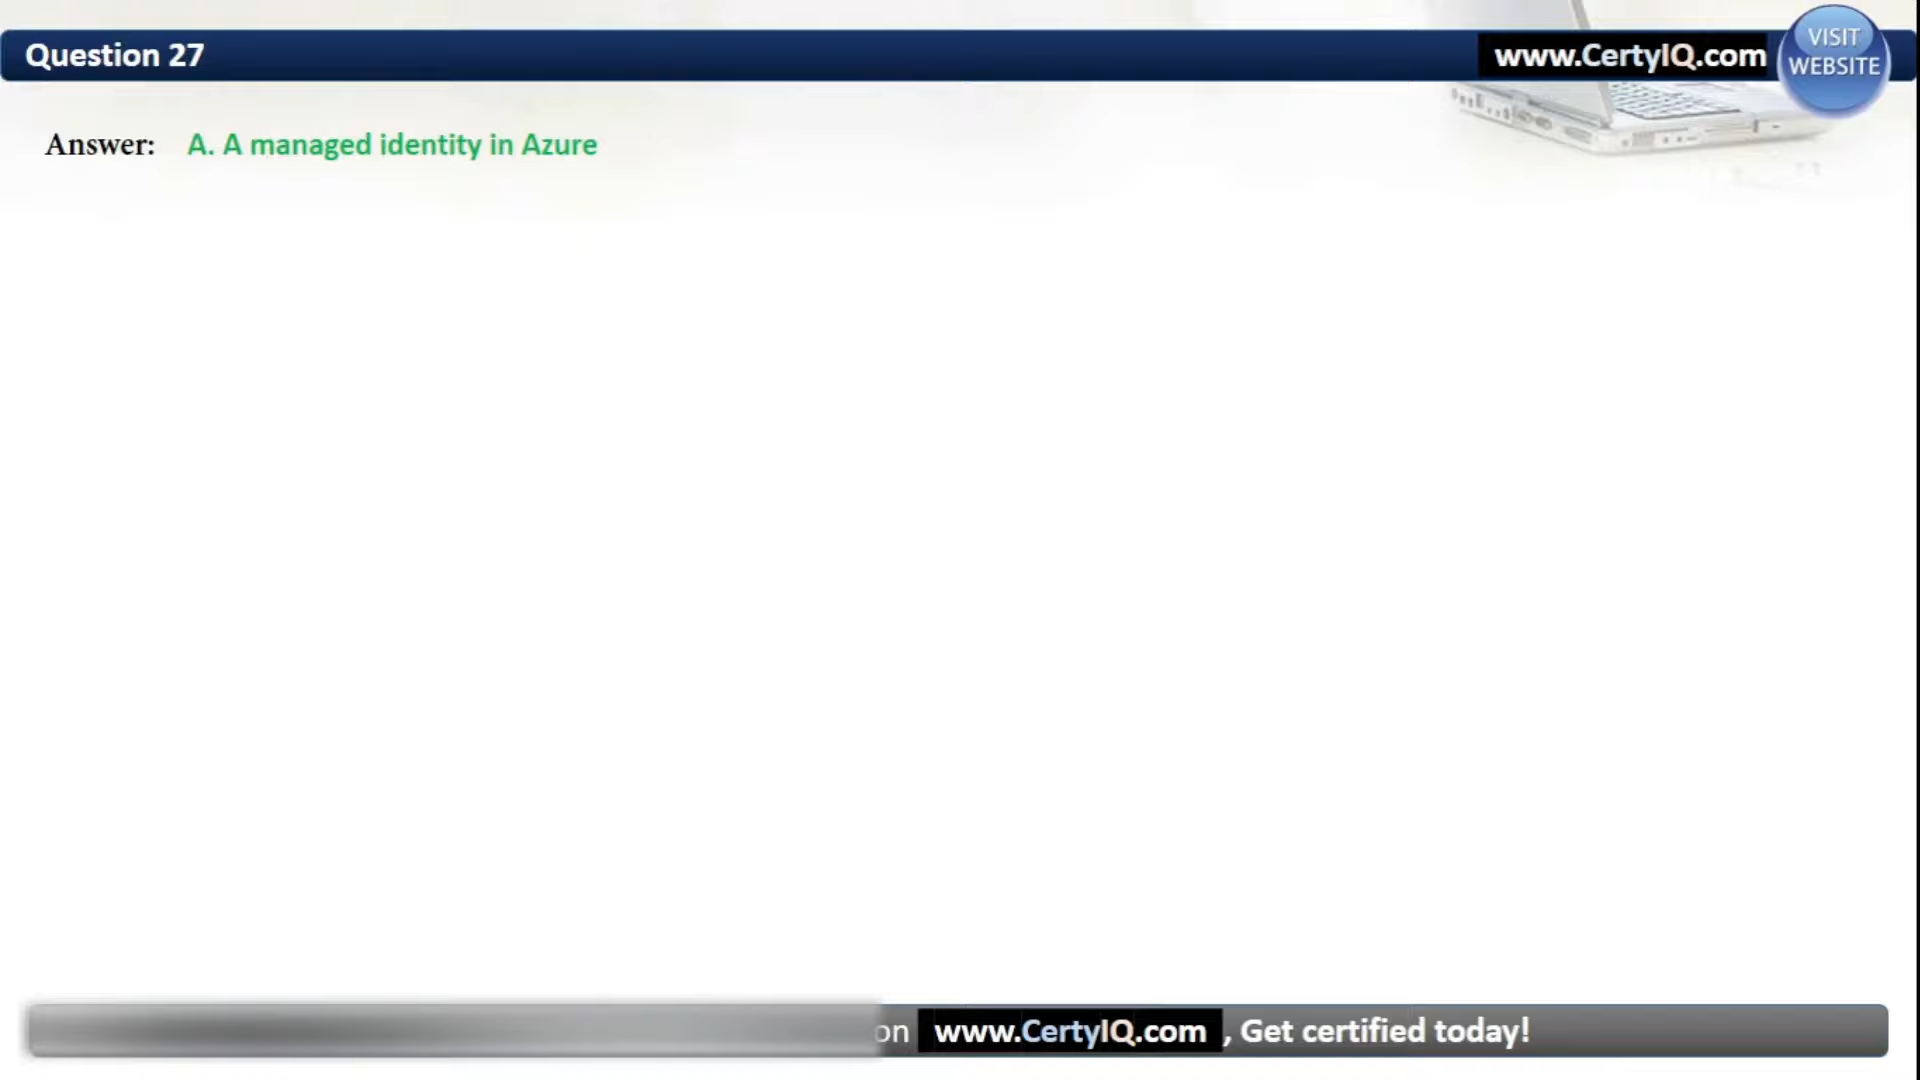 Question 27
www.CertyIQ.com
VISIT
WEBSITE
Answer: A. A managed identity in Azure
on www.CertyIQ.com , Get certified today!